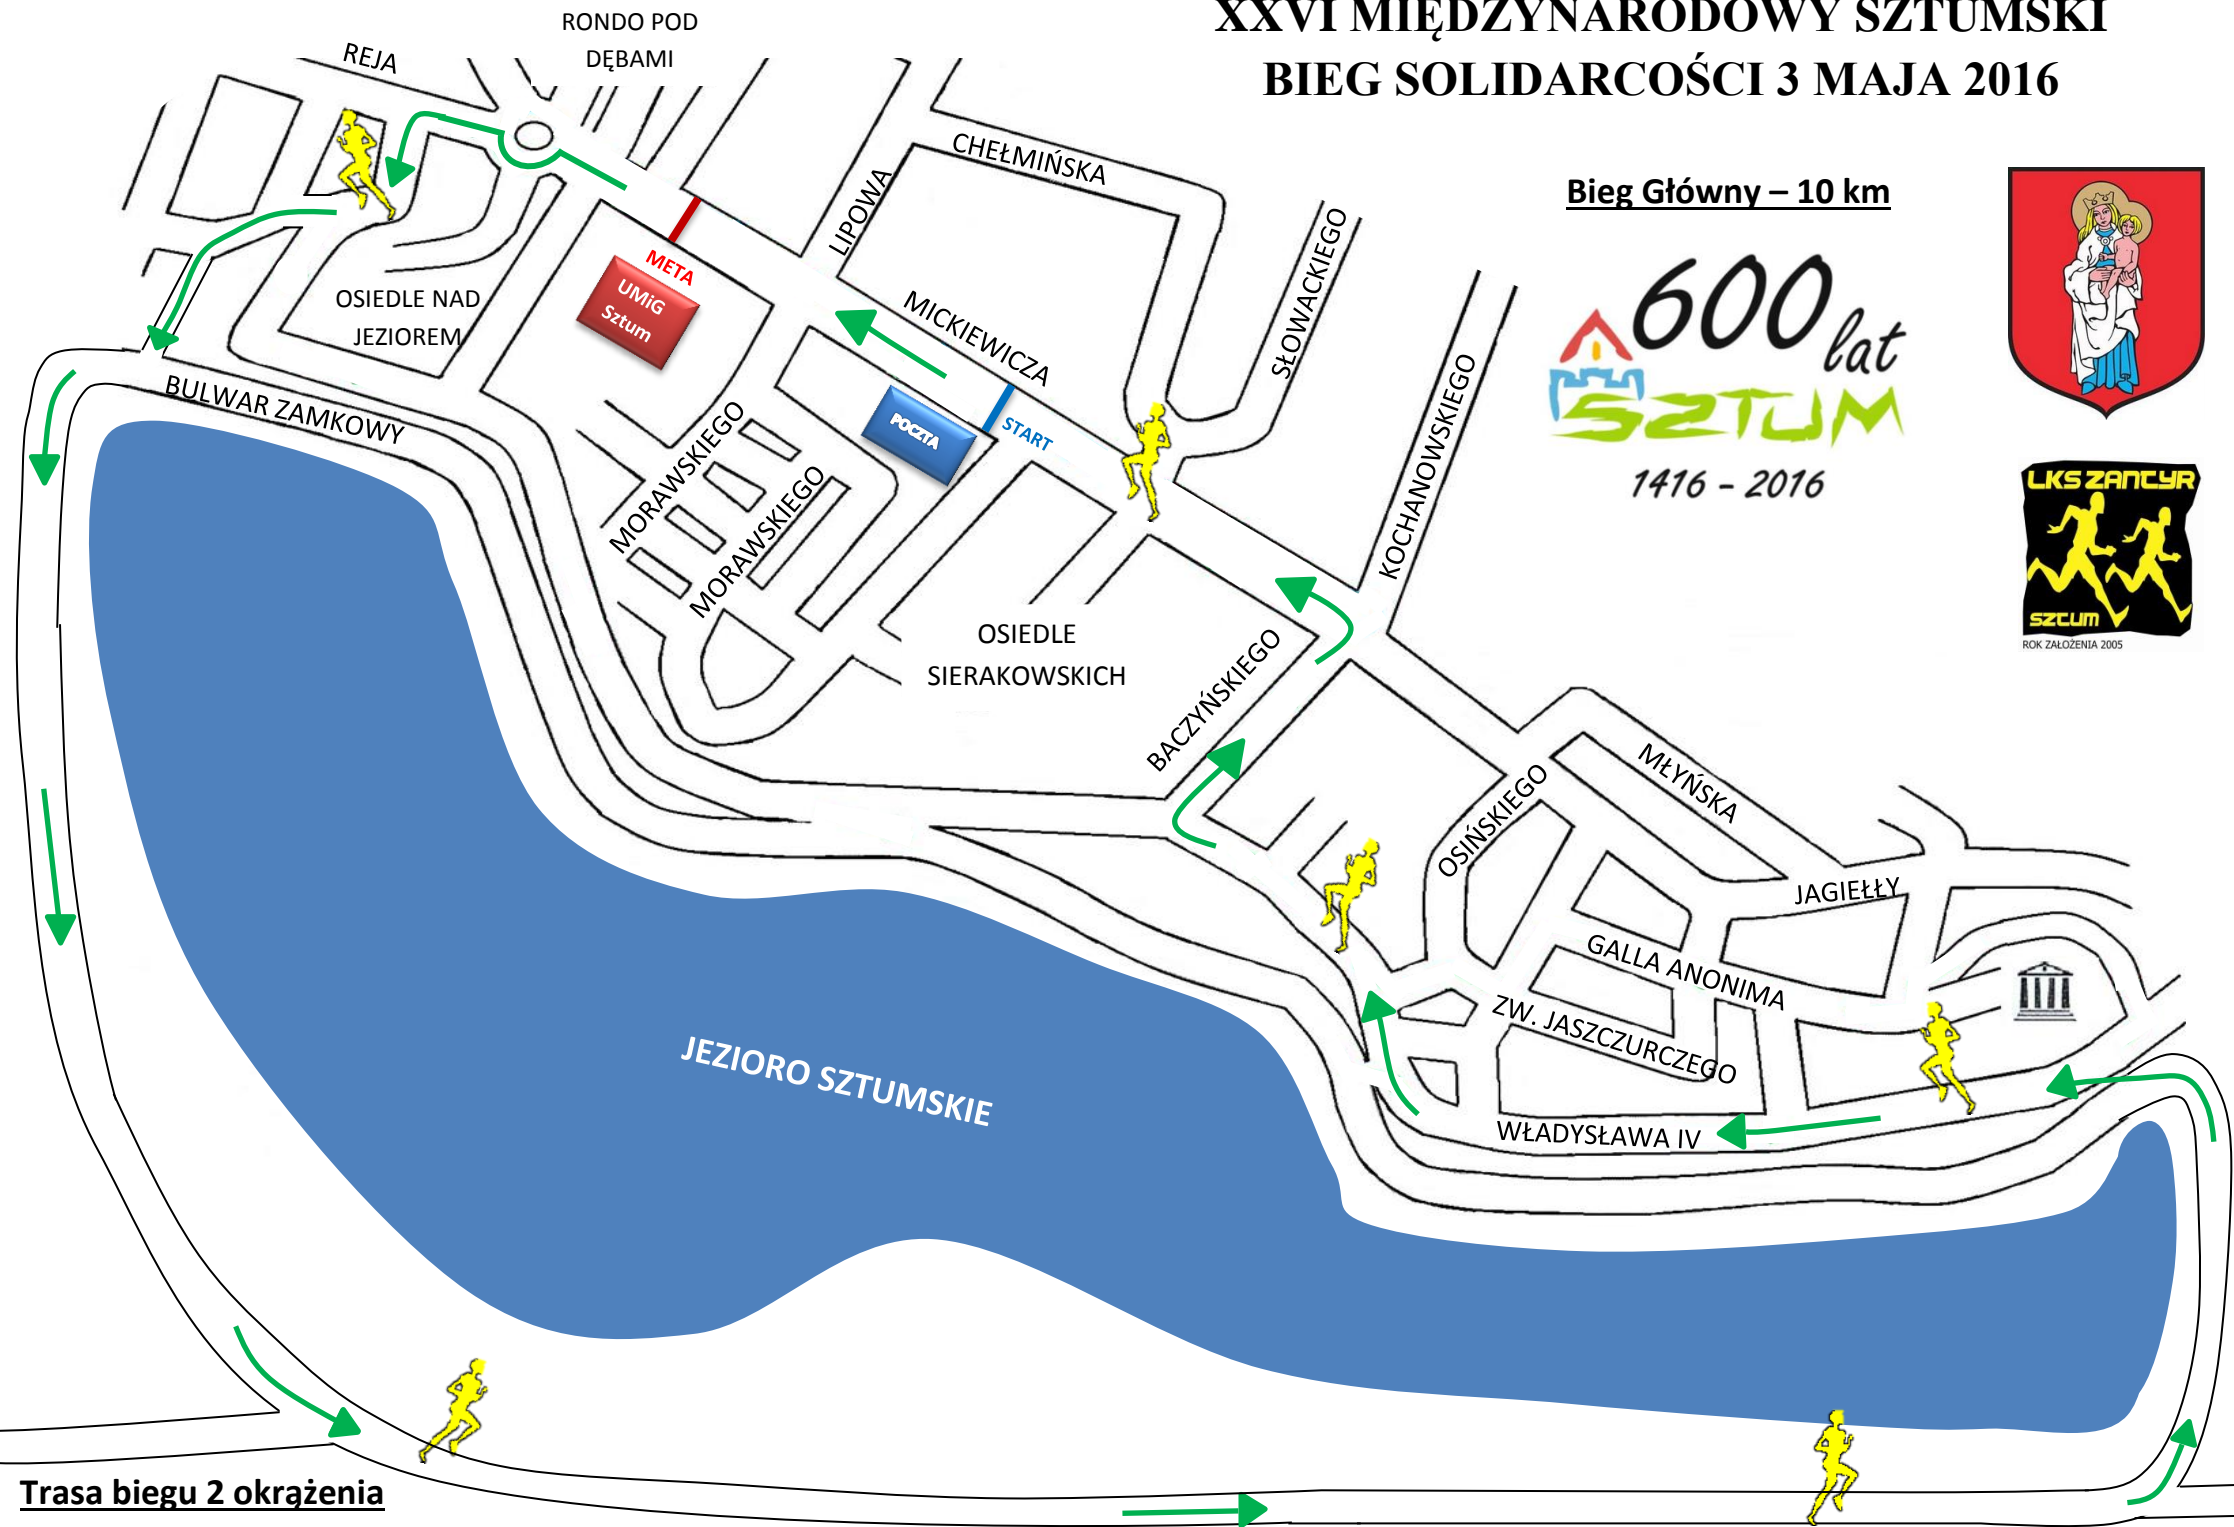 XXVI MIĘDZYNARODOWY SZTUMSKI
BIEG SOLIDARCOŚCI 3 MAJA 2016
RONDO POD
DĘBAMI
REJA
CHEŁMIŃSKA
LIPOWA
Bieg Główny – 10 km
SŁOWACKIEGO
META
UMiG
Sztum
OSIEDLE NAD
JEZIOREM
MICKIEWICZA
600 lat
SZTUM
1416 - 2016
BULWAR ZAMKOWY
POCZTA
START
KOCHANOWSKIEGO
MORAWSKIEGO
MORAWSKIEGO
LKS ZANTYR
SZTUM
ROK ZAŁOŻENIA 2005
OSIEDLE
SIERAKOWSKICH
BACZYŃSKIEGO
MŁYŃSKA
OSIŃSKIEGO
JAGIEŁŁY
GALLA ANONIMA
ZW. JASZCZURCZEGO
JEZIORO SZTUMSKIE
WŁADYSŁAWA IV
Trasa biegu 2 okrążenia